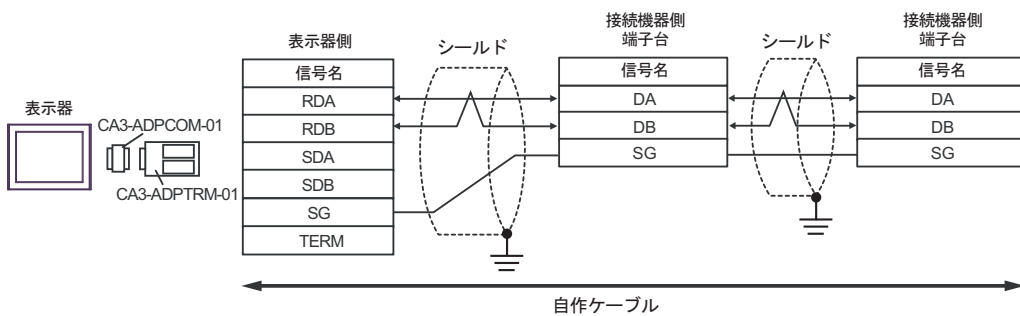 表示器
CA3-ADPCOM-01
CA3-ADPTRM-01
表示器側
信号名
RDA
RDB
SDA
SDB
SG
TERM
シールド
接続機器側
端子台
信号名
DA
DB
SG
シールド
接続機器側
端子台
信号名
DA
DB
SG
自作ケーブル